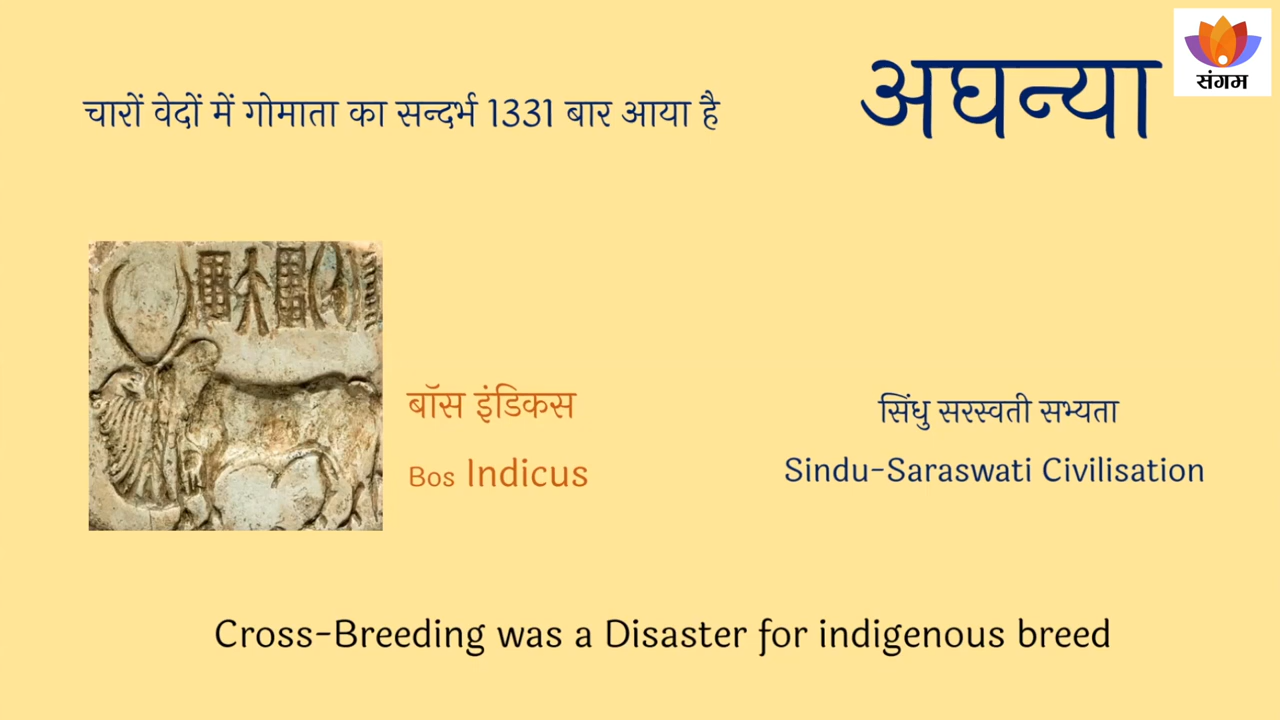 संगम
अघन्या
चारों वेदों में गोमाता का सन्दर्भ 1331 बार आया है
बॉस इंडिकस
Bos Indicus
सिंधु सरस्वती सभ्यता
Sindu-Saraswati Civilisation
Cross-Breeding was a Disaster for indigenous breed